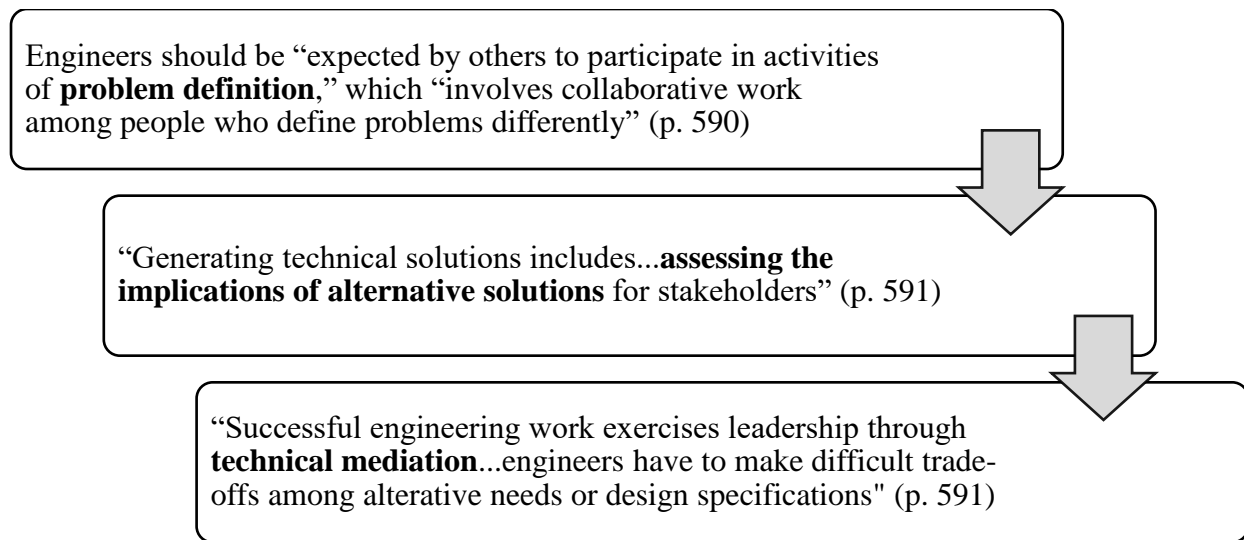 Engineers should be “expected by others to participate in activities
of problem definition,” which “involves collaborative work
among people who define problems differently” (p. 590)
“Generating technical solutions includes...assessing the
implications of alternative solutions for stakeholders” (p. 591)
“Successful engineering work exercises leadership through
technical mediation...engineers have to make difficult trade-
offs among alterative needs or design specifications" (p. 591)